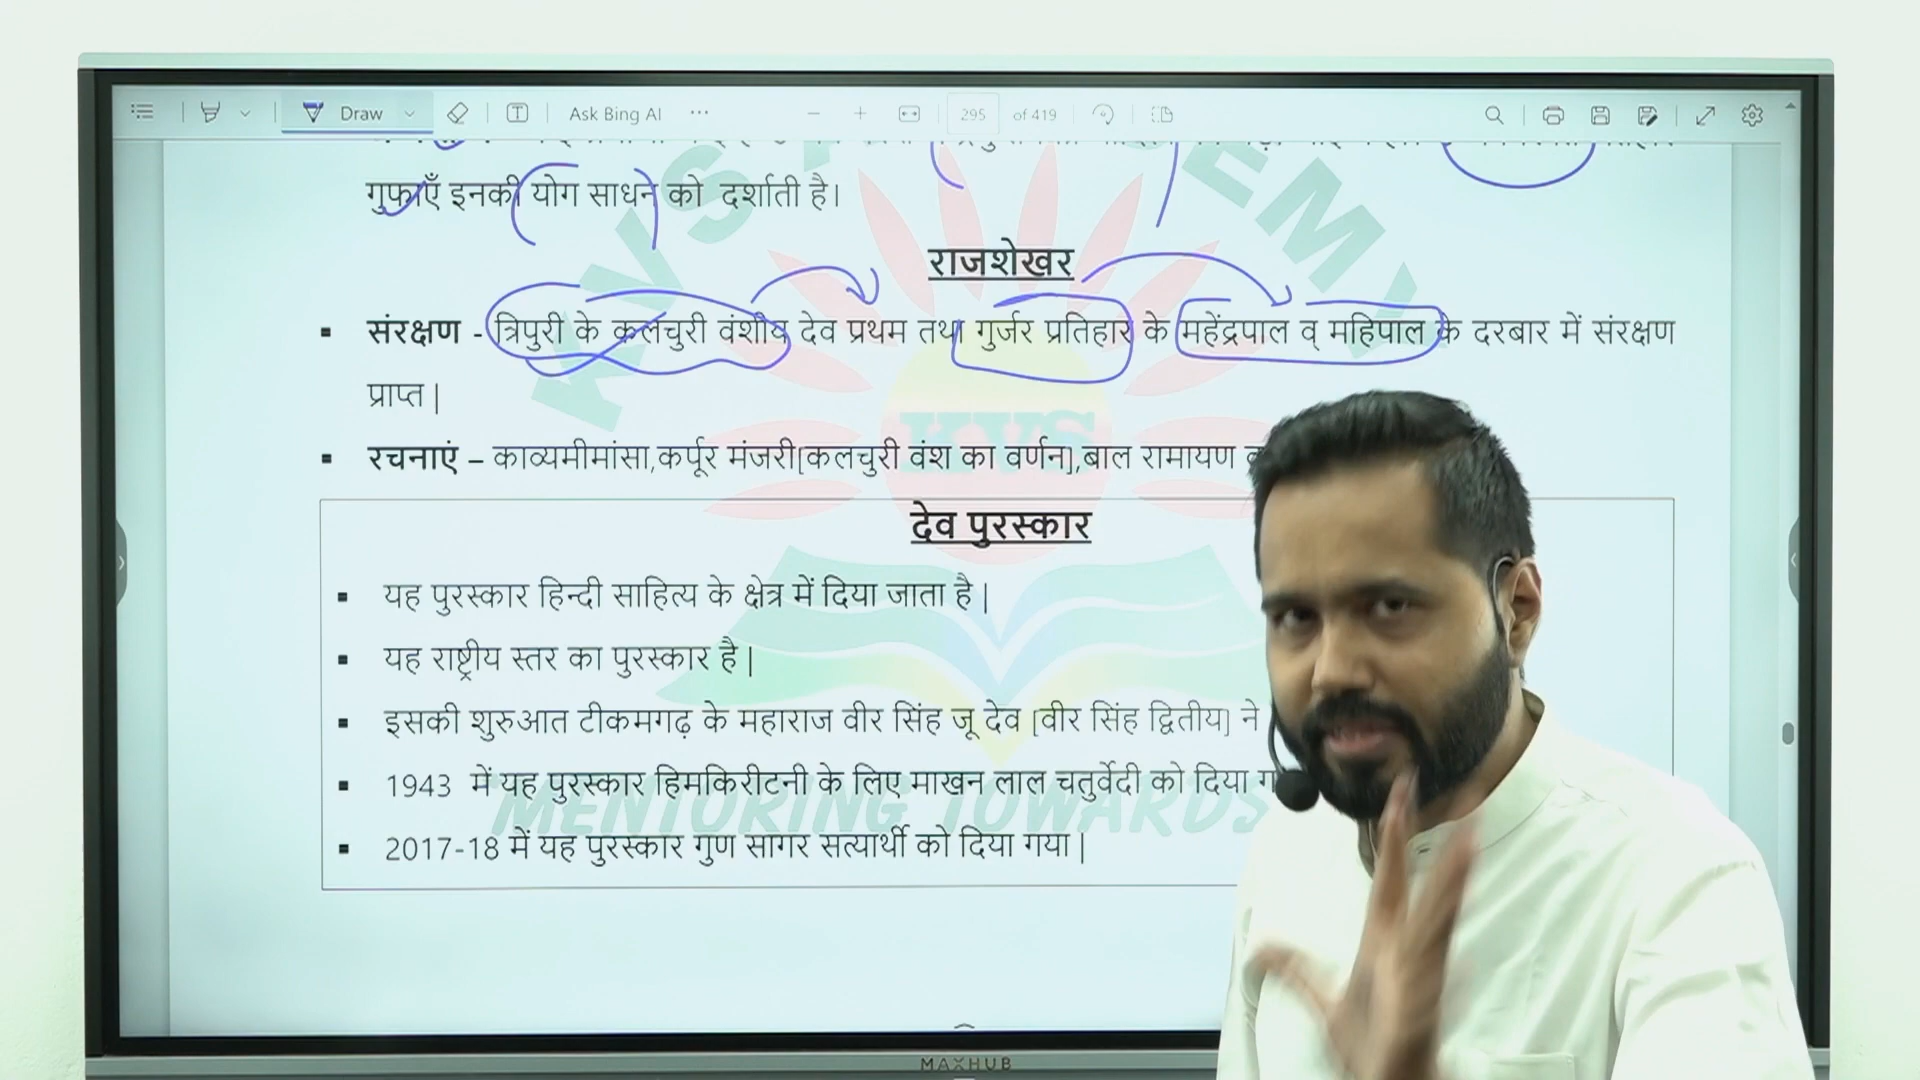 Draw
Ask Bing AI
295 of 419
गुफाएँ इनकी योग साधन को दर्शाती है।
राजशेखर
▪ संरक्षण - त्रिपुरी के कलचुरी वंशीय देव प्रथम तथा गुर्जर प्रतिहार के महेंद्रपाल व् महिपाल के दरबार में संरक्षण
प्राप्त |
▪ रचनाएं – काव्यमीमांसा,कर्पूर मंजरी[कलचुरी वंश का वर्णन],बाल रामायण
देव पुरस्कार
▪ यह पुरस्कार हिन्दी साहित्य के क्षेत्र में दिया जाता है |
▪ यह राष्ट्रीय स्तर का पुरस्कार है |
▪ इसकी शुरुआत टीकमगढ़ के महाराज वीर सिंह जू देव [वीर सिंह द्वितीय] ने
▪ 1943 में यह पुरस्कार हिमकिरीटनी के लिए माखन लाल चतुर्वेदी को दिया
▪ 2017-18 में यह पुरस्कार गुण सागर सत्यार्थी को दिया गया |
KVS
MENTORING TOWARDS
MAXHUB